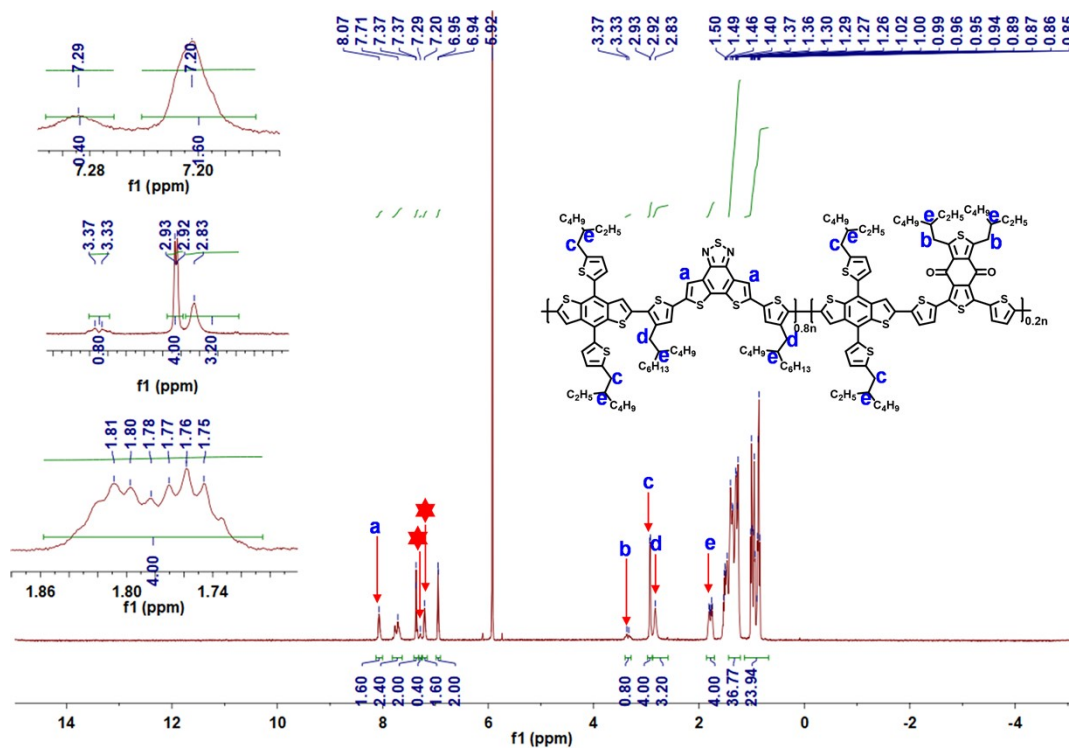 8.07
7.71
7.37
7.37
7.29
7.20
6.95
6.94
5.92
3.37
3.33
2.93
2.92
2.83
1.50
1.49
1.46
1.40
1.37
1.36
1.30
1.29
1.27
1.26
1.02
1.00
0.99
0.96
0.95
0.94
0.89
0.87
0.86
0.85
7.29
7.20
0.40
1.60
7.28
7.20
f1 (ppm)
3.37
3.33
2.93
2.92
2.83
0.80
4.00
3.20
1.81
1.80
1.78
1.77
1.76
1.75
4.00
1.86
1.80
1.74
f1 (ppm)
C4H9
e
C2H5
c
S
S
S
S
S
c
e
C2H5
C4H9
N
S
N
a
a
S
S
S
d
e
C4H9
C6H13
d
C4H9
e
C6H13
0.8n
C4H9
e
C2H5
c
S
S
S
S
S
c
C2H5
e
C4H9
C4H9
e
C2H5
b
C4H9
e
C2H5
b
S
O
O
S
S
0.2n
a
b
c
d
e
1.60
2.40
2.00
0.40
1.60
2.00
0.80
4.00
3.20
4.00
36.77
23.94
14
12
10
8
6
4
2
0
-2
-4
f1 (ppm)